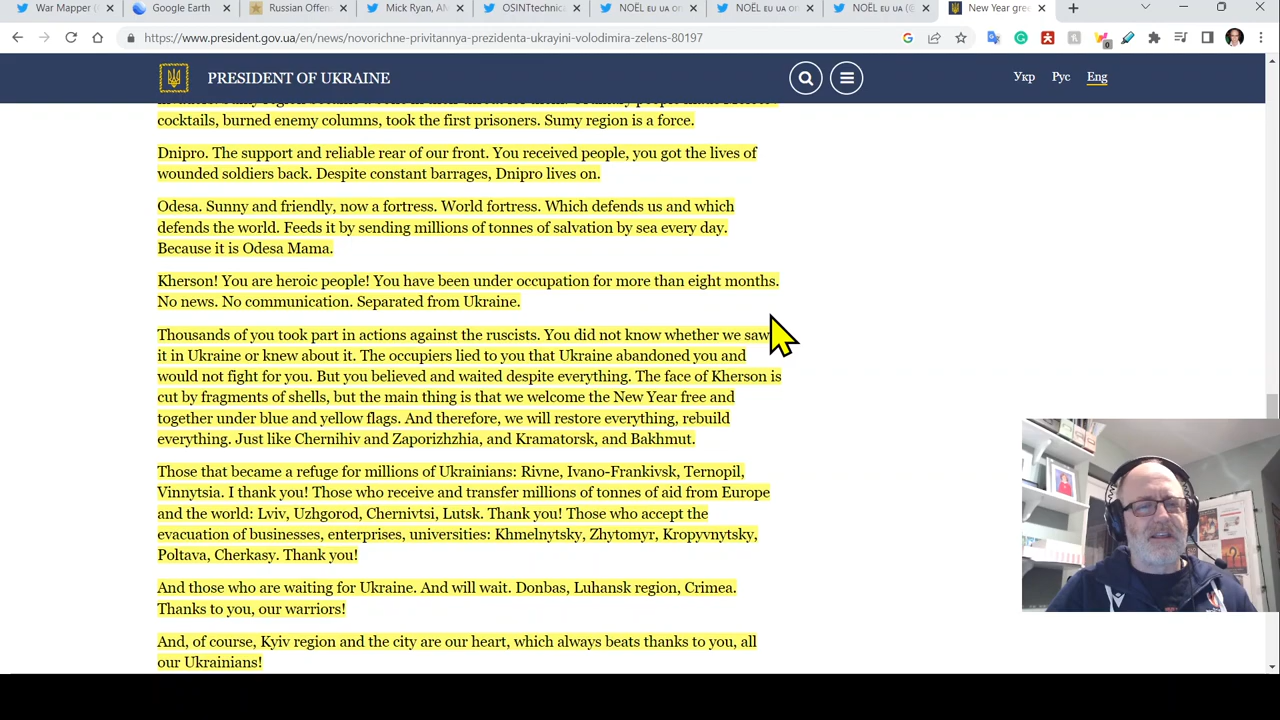 War Mapper (
Google Earth
Russian Offen
Mick Ryan, AM
OSINTtechnica
NOËL EU UA on
NOËL EU UA on
NOËL EU UA (@
New Year gree
https://www.president.gov.ua/en/news/novorichne-privitannya-prezidenta-ukrayini-volodimira-zelens-80197
PRESIDENT OF UKRAINE
Укр Рус Eng
cocktails, burned enemy columns, took the first prisoners. Sumy region is a force.
Dnipro. The support and reliable rear of our front. You received people, you got the lives of
wounded soldiers back. Despite constant barrages, Dnipro lives on.
Odesa. Sunny and friendly, now a fortress. World fortress. Which defends us and which
defends the world. Feeds it by sending millions of tonnes of salvation by sea every day.
Because it is Odesa Mama.
Kherson! You are heroic people! You have been under occupation for more than eight months.
No news. No communication. Separated from Ukraine.
Thousands of you took part in actions against the ruscists. You did not know whether we saw
it in Ukraine or knew about it. The occupiers lied to you that Ukraine abandoned you and
would not fight for you. But you believed and waited despite everything. The face of Kherson is
cut by fragments of shells, but the main thing is that we welcome the New Year free and
together under blue and yellow flags. And therefore, we will restore everything, rebuild
everything. Just like Chernihiv and Zaporizhzhia, and Kramatorsk, and Bakhmut.
Those that became a refuge for millions of Ukrainians: Rivne, Ivano-Frankivsk, Ternopil,
Vinnytsia. I thank you! Those who receive and transfer millions of tonnes of aid from Europe
and the world: Lviv, Uzhgorod, Chernivtsi, Lutsk. Thank you! Those who accept the
evacuation of businesses, enterprises, universities: Khmelnytsky, Zhytomyr, Kropyvnytsky,
Poltava, Cherkasy. Thank you!
And those who are waiting for Ukraine. And will wait. Donbas, Luhansk region, Crimea.
Thanks to you, our warriors!
And, of course, Kyiv region and the city are our heart, which always beats thanks to you, all
our Ukrainians!